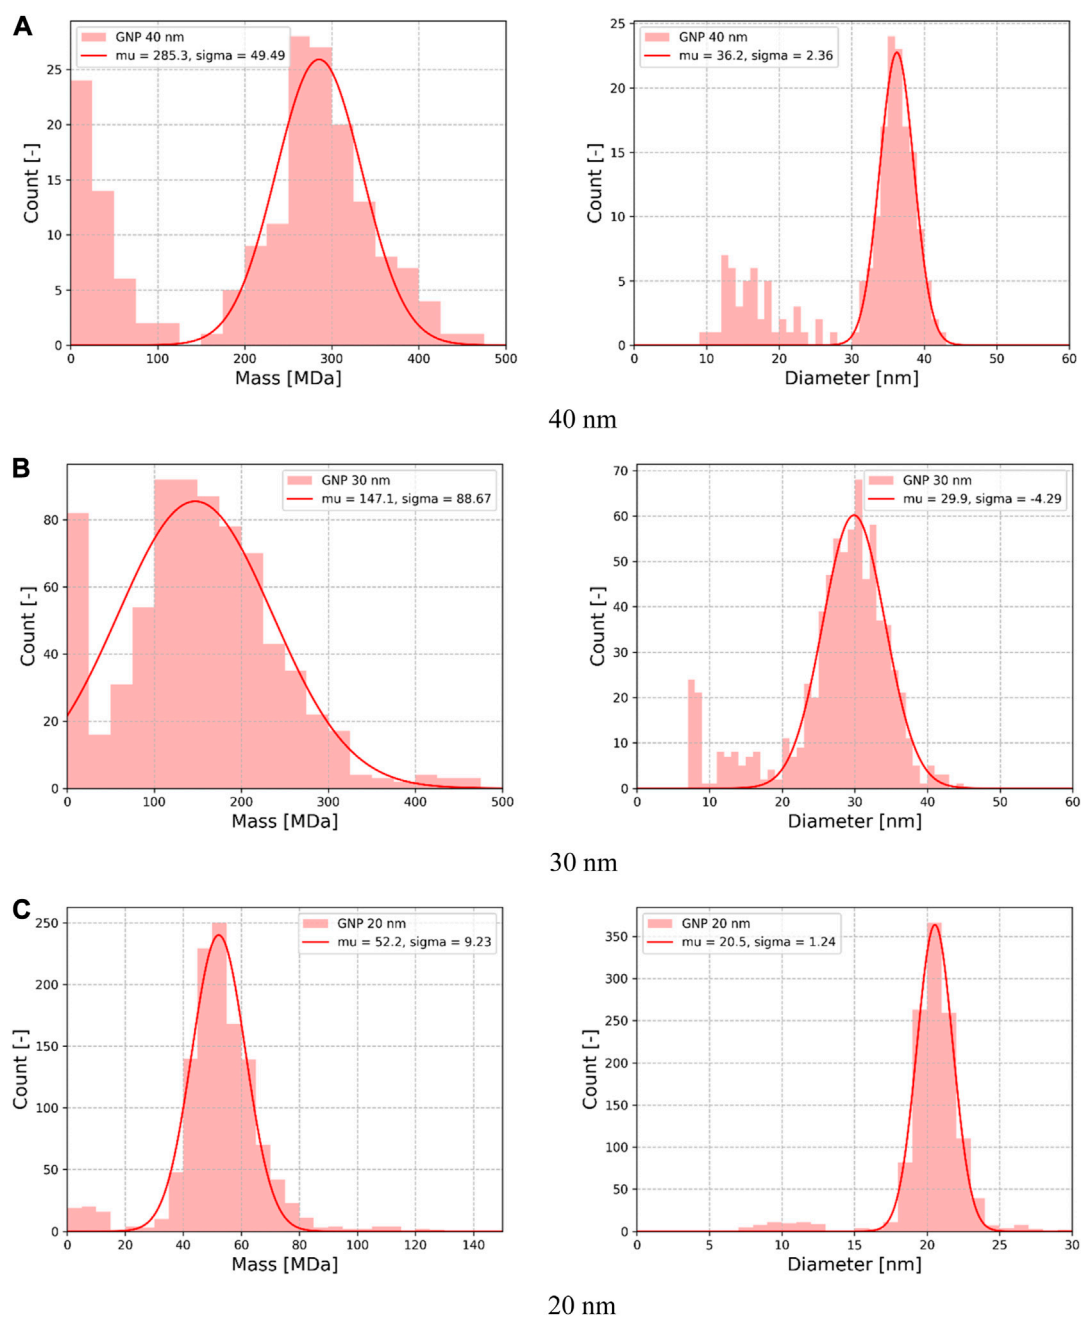 A
GNP 40 nm
mu = 285.3, sigma = 49.49
Count [-]
25
20
15
10
5
0
0 100 200 300 400 500
Mass [MDa]
GNP 40 nm
mu = 36.2, sigma = 2.36
Count [-]
25
20
15
10
5
0
0 10 20 30 40 50 60
Diameter [nm]
40 nm
B
GNP 30 nm
mu = 147.1, sigma = 88.67
Count [-]
80
60
40
20
0
0 100 200 300 400 500
Mass [MDa]
GNP 30 nm
mu = 29.9, sigma = -4.29
Count [-]
70
60
50
40
30
20
10
0
0 10 20 30 40 50 60
Diameter [nm]
30 nm
C
GNP 20 nm
mu = 52.2, sigma = 9.23
Count [-]
250
200
150
100
50
0
0 20 40 60 80 100 120 140
Mass [MDa]
GNP 20 nm
mu = 20.5, sigma = 1.24
Count [-]
350
300
250
200
150
100
50
0
0 5 10 15 20 25 30
Diameter [nm]
20 nm